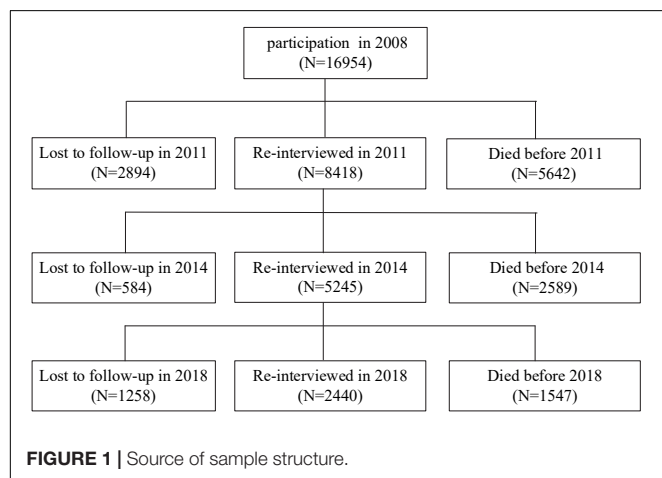 participation in 2008
(N=16954)
Lost to follow-up in 2011
(N=2894)
Re-interviewed in 2011
(N=8418)
Died before 2011
(N=5642)
Lost to follow-up in 2014
(N=584)
Re-interviewed in 2014
(N=5245)
Died before 2014
(N=2589)
Lost to follow-up in 2018
(N=1258)
Re-interviewed in 2018
(N=2440)
Died before 2018
(N=1547)
FIGURE 1 | Source of sample structure.